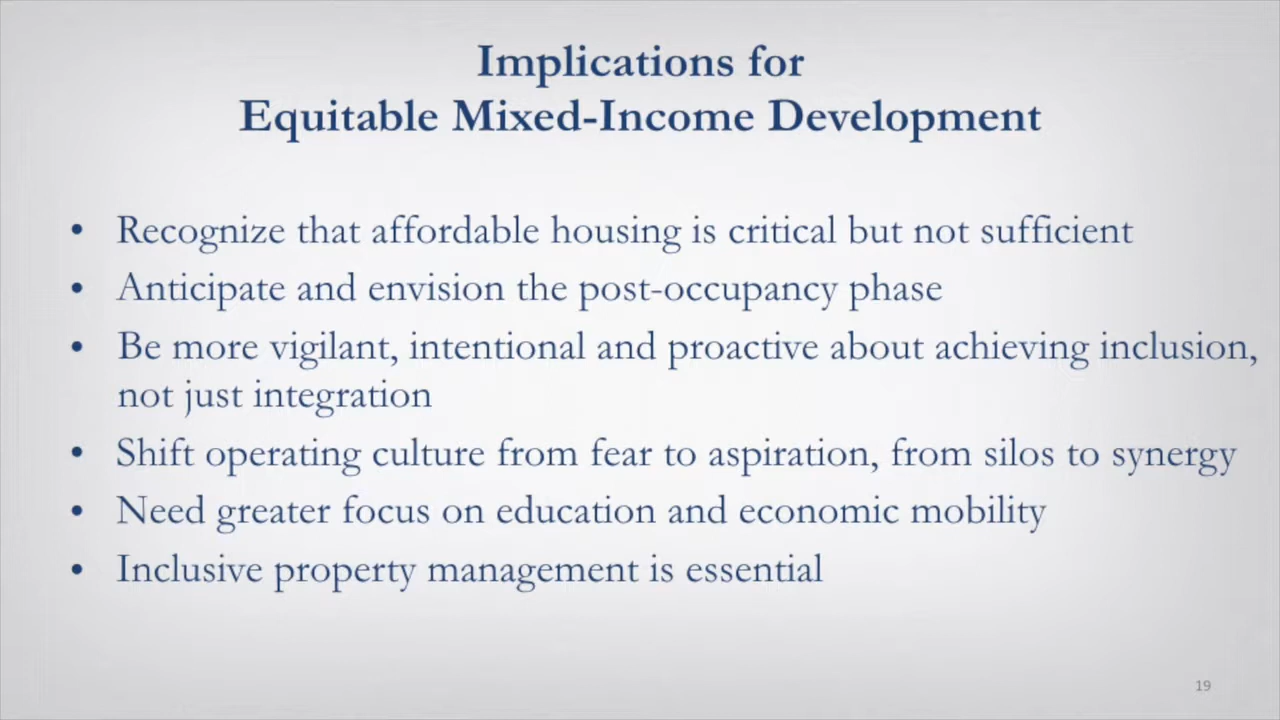 Implications for
Equitable Mixed-Income Development
• Recognize that affordable housing is critical but not sufficient
• Anticipate and envision the post-occupancy phase
• Be more vigilant, intentional and proactive about achieving inclusion,
not just integration
• Shift operating culture from fear to aspiration, from silos to synergy
• Need greater focus on education and economic mobility
• Inclusive property management is essential
19